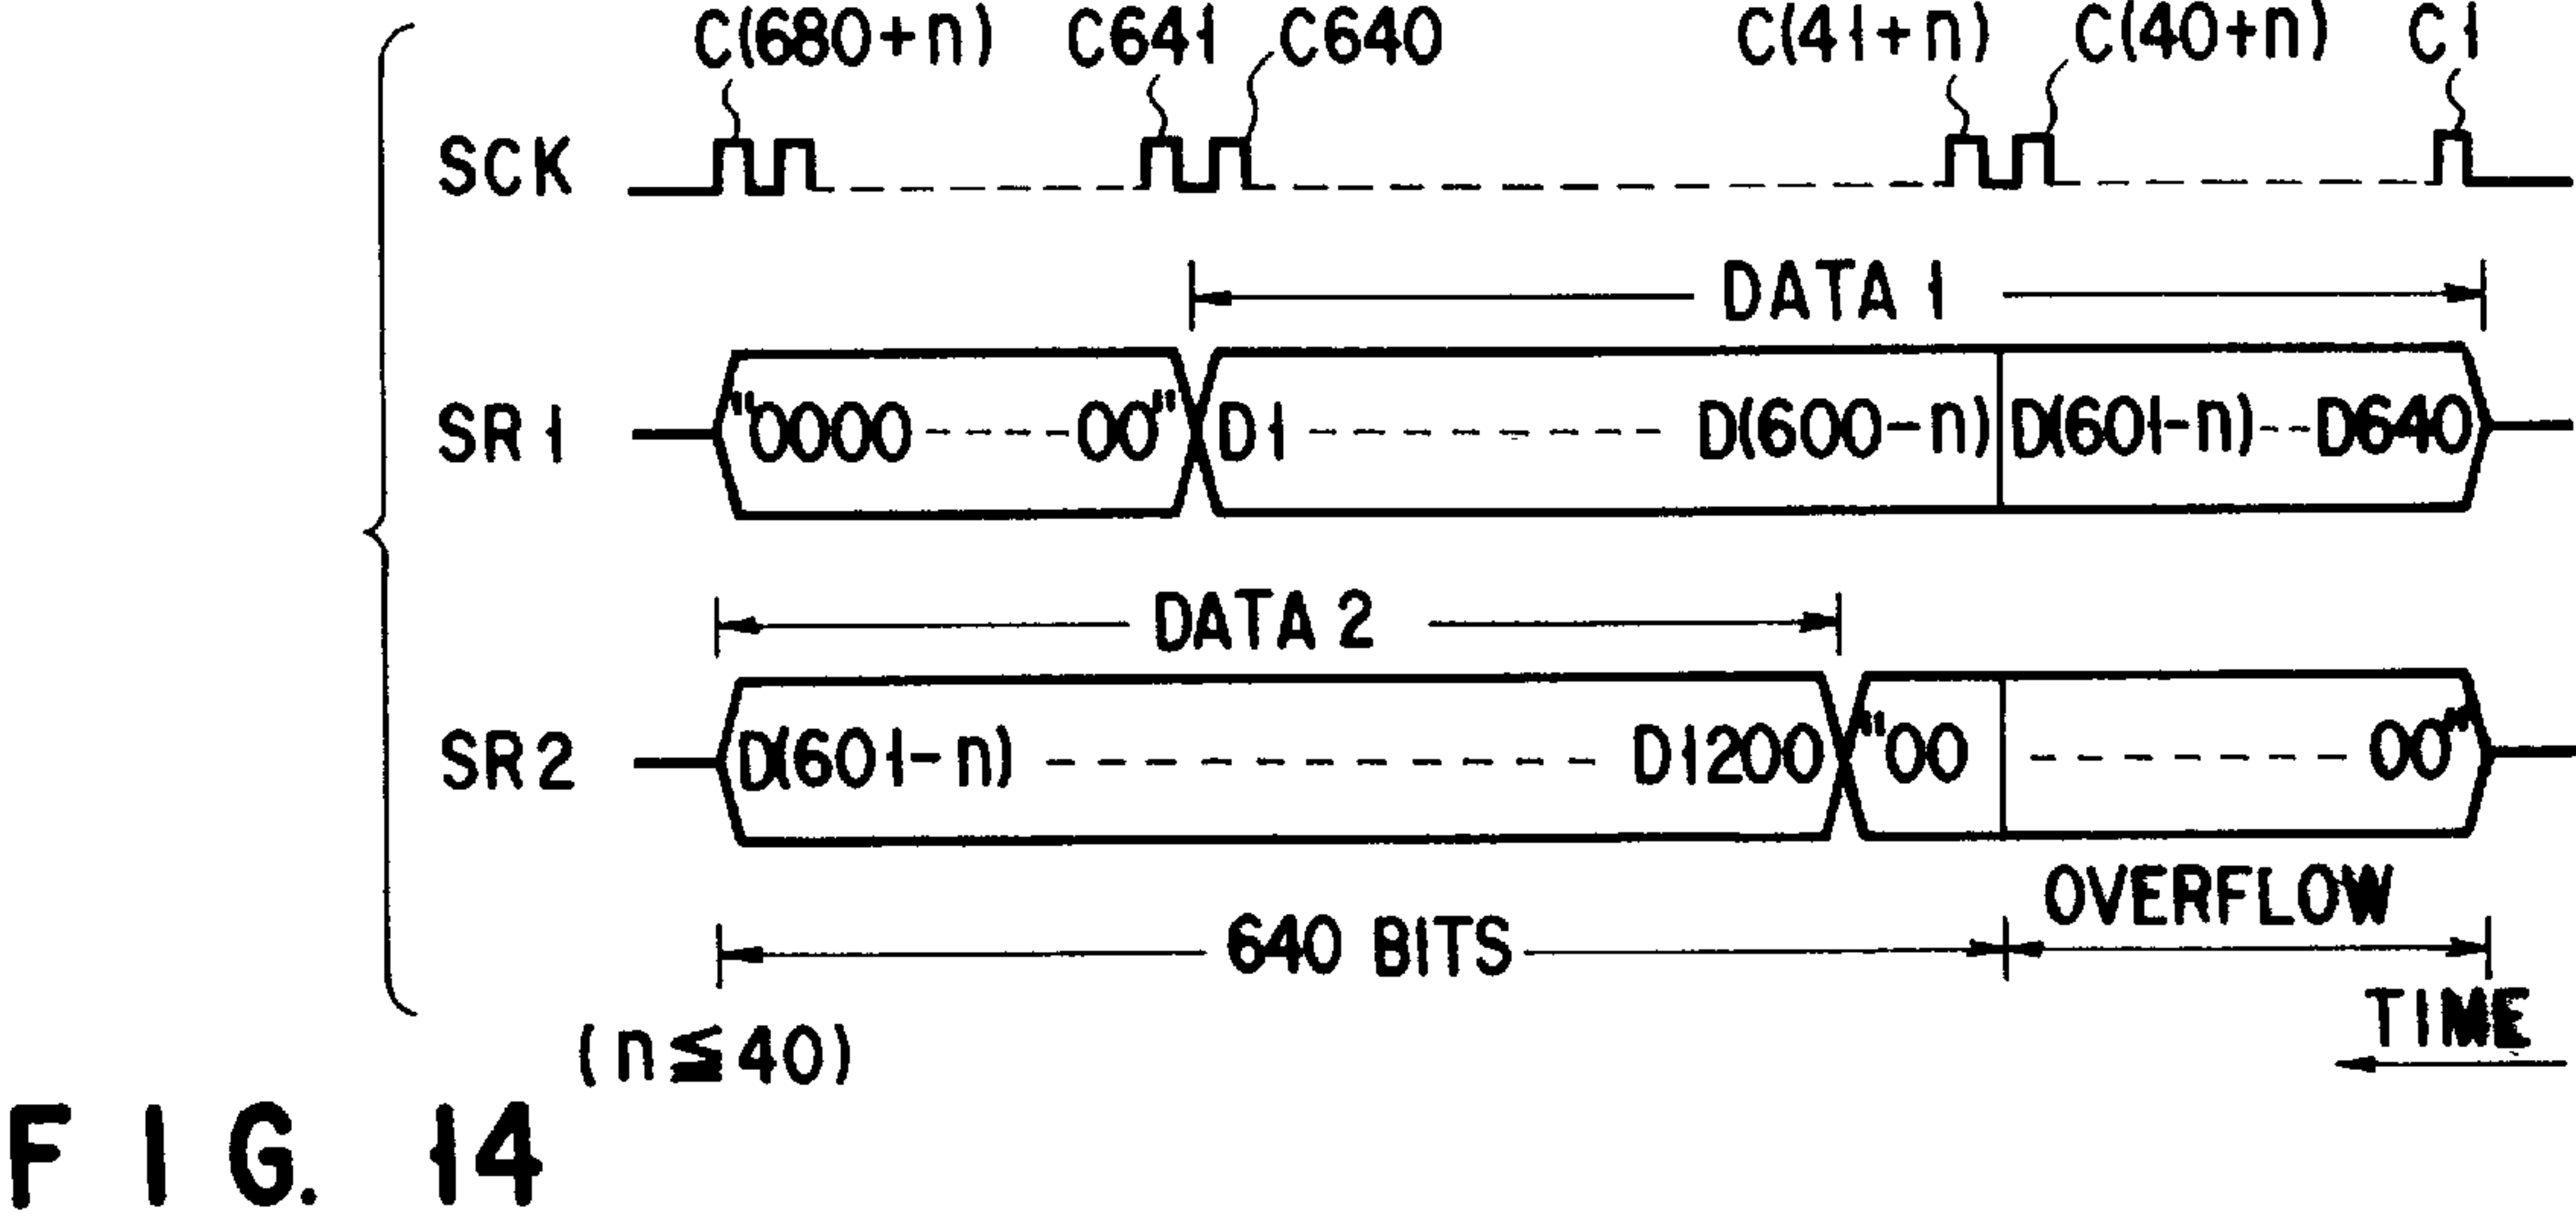 C(680+n) C641 C640 C(41+n) C(40+n) C1
SCK
DATA 1
SR1 "0000 ----- 00" D1 ---------- D(600-n) D(601-n)--D640
DATA 2
SR2 D(601-n) -------------- D1200 "00 -------- 00"
OVERFLOW
640 BITS
TIME
(n≦40)
FIG. 14